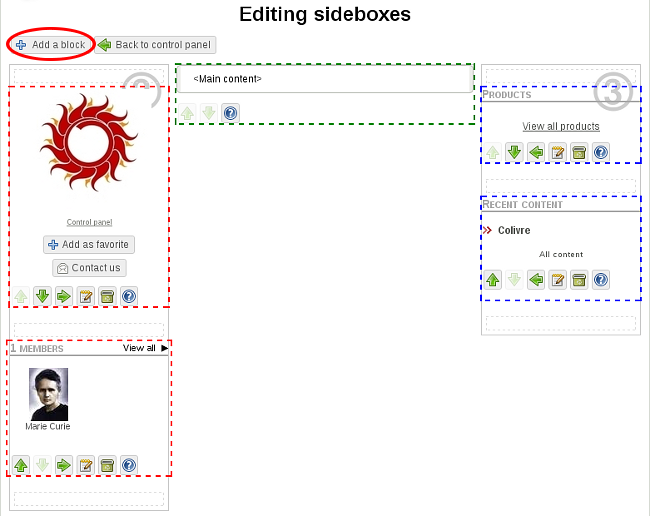 Editing sideboxes
Add a block
Back to control panel
2
Control panel
Add as favorite
Contact us
1 MEMBERS
View all
Marie Curie
<Main content>
3
PRODUCTS
View all products
RECENT CONTENT
Colivre
All content